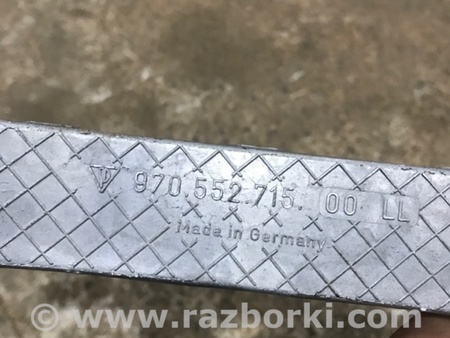 970.552.715. 00 LL
Made in Germany
www.razborki.com